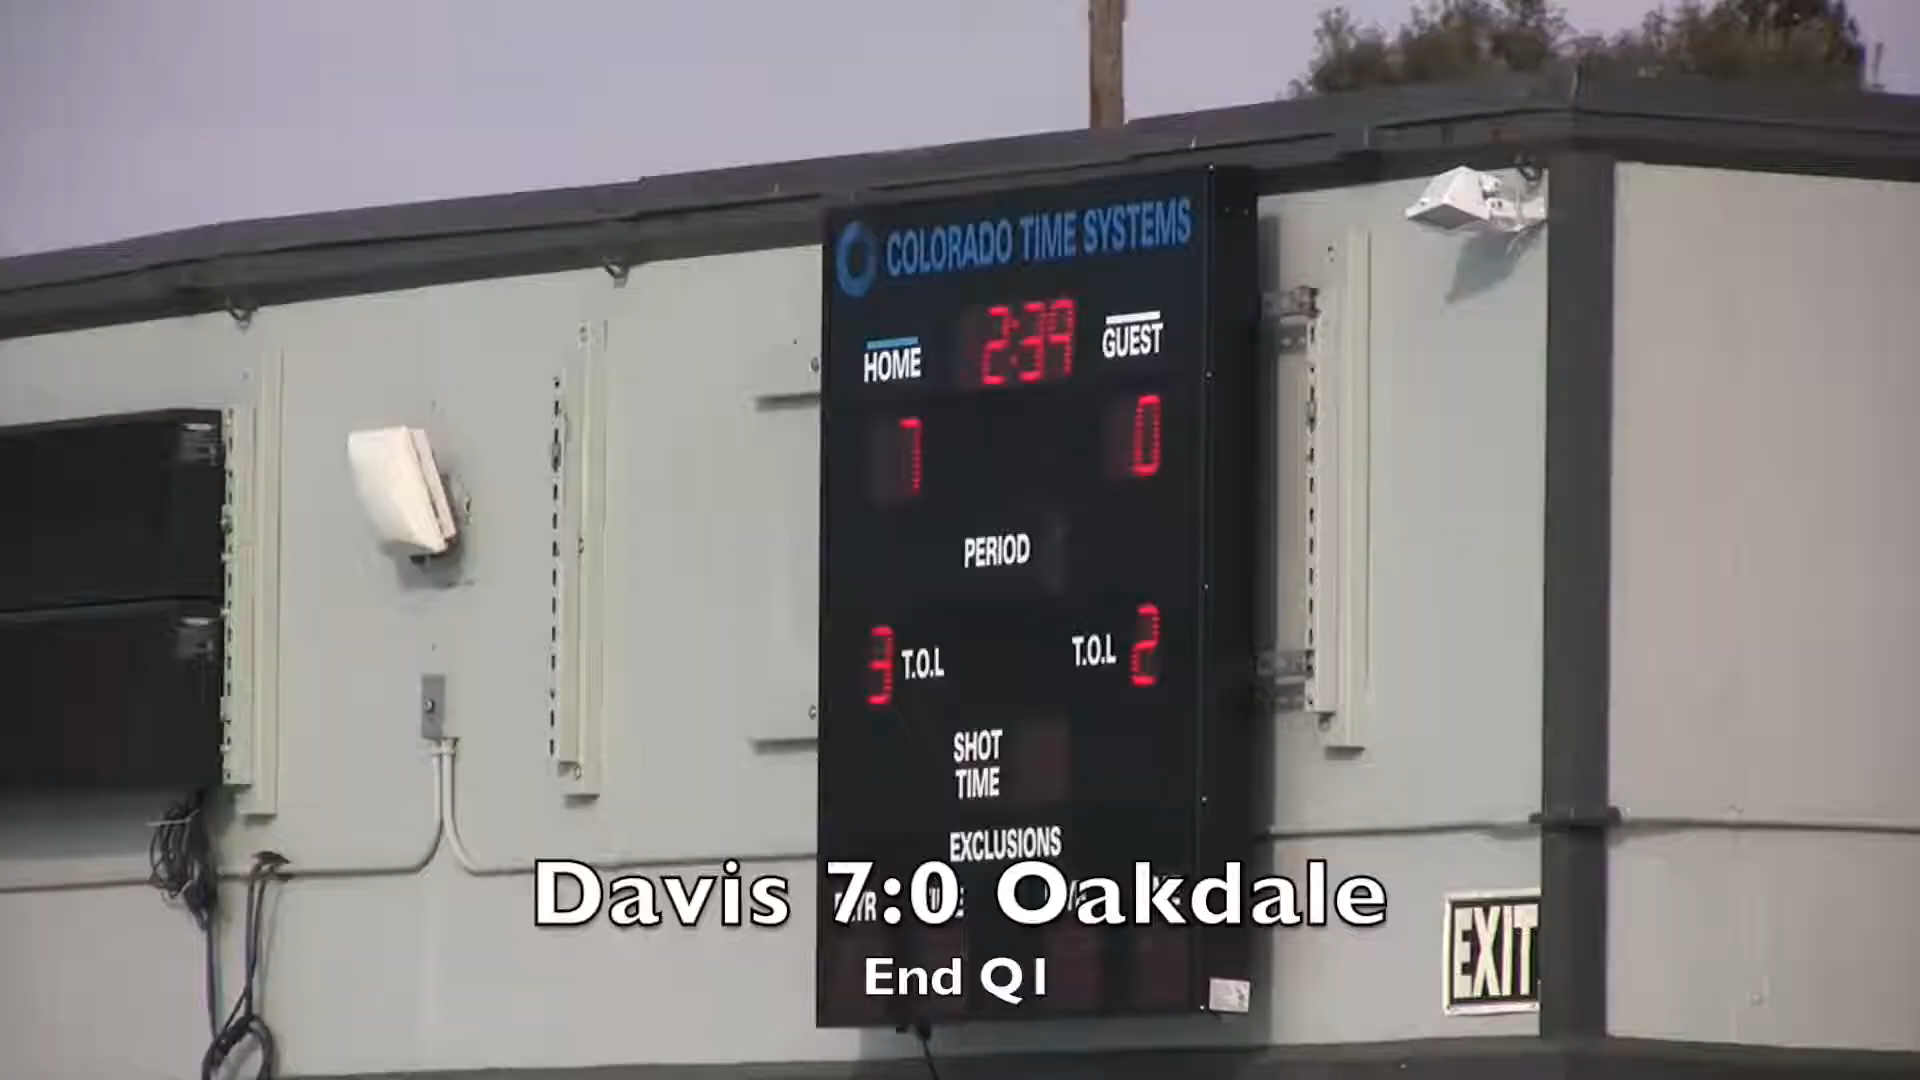 COLORADO TIME SYSTEMS
HOME 2:39 GUEST
7 0
PERIOD
3 T.O.L T.O.L 2
SHOT
TIME
EXCLUSIONS
Davis 7:0 Oakdale
End Q1
EXIT